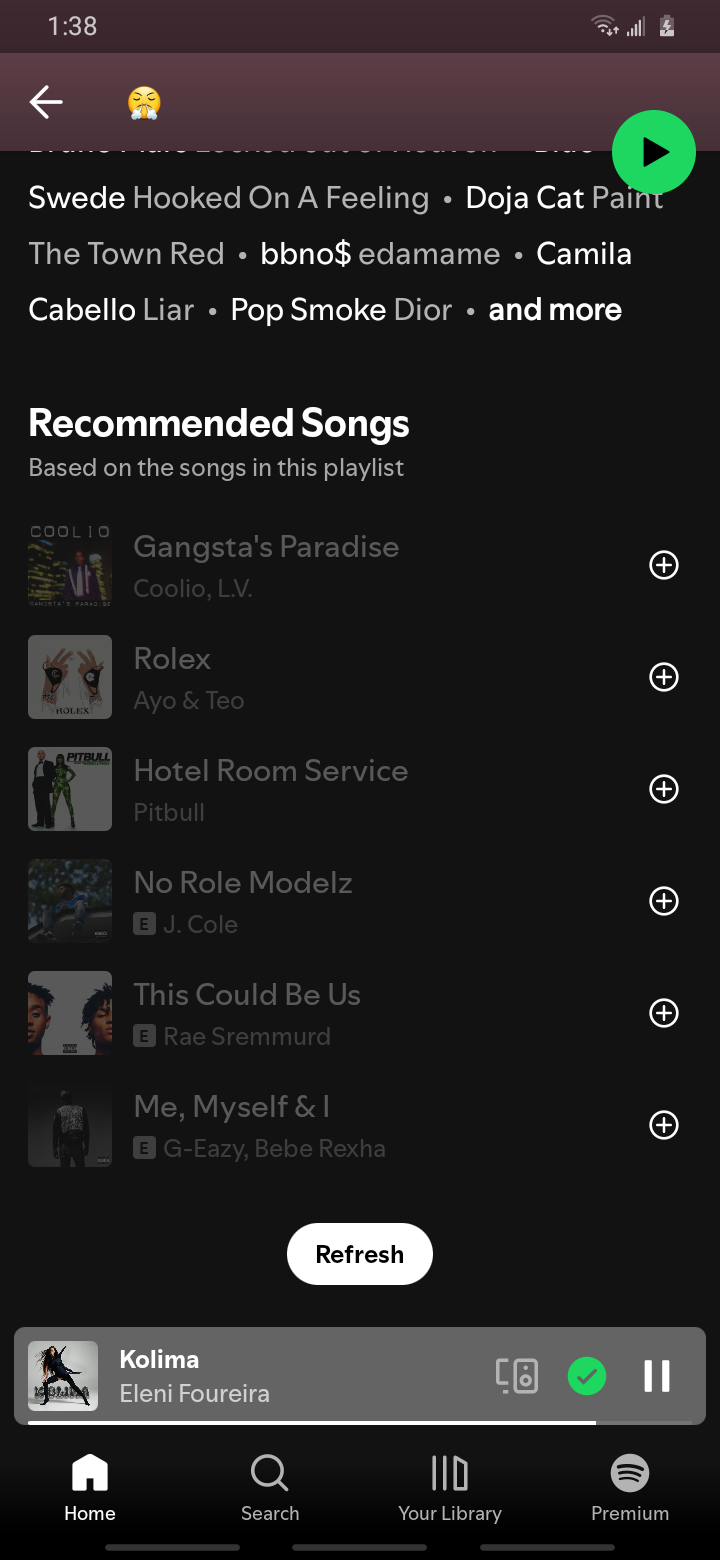 1:38
😤
Swede Hooked On A Feeling • Doja Cat Paint
The Town Red • bbno$ edamame • Camila
Cabello Liar • Pop Smoke Dior • and more
Recommended Songs
Based on the songs in this playlist
COOLIO
GANGSTA'S PARADISE
Gangsta's Paradise
Coolio, L.V.
ROLEX
Rolex
Ayo & Teo
PITBULL
Hotel Room Service
Pitbull
No Role Modelz
E J. Cole
This Could Be Us
E Rae Sremmurd
Me, Myself & I
E G-Eazy, Bebe Rexha
Refresh
KOLIMA
Kolima
Eleni Foureira
Home
Search
Your Library
Premium